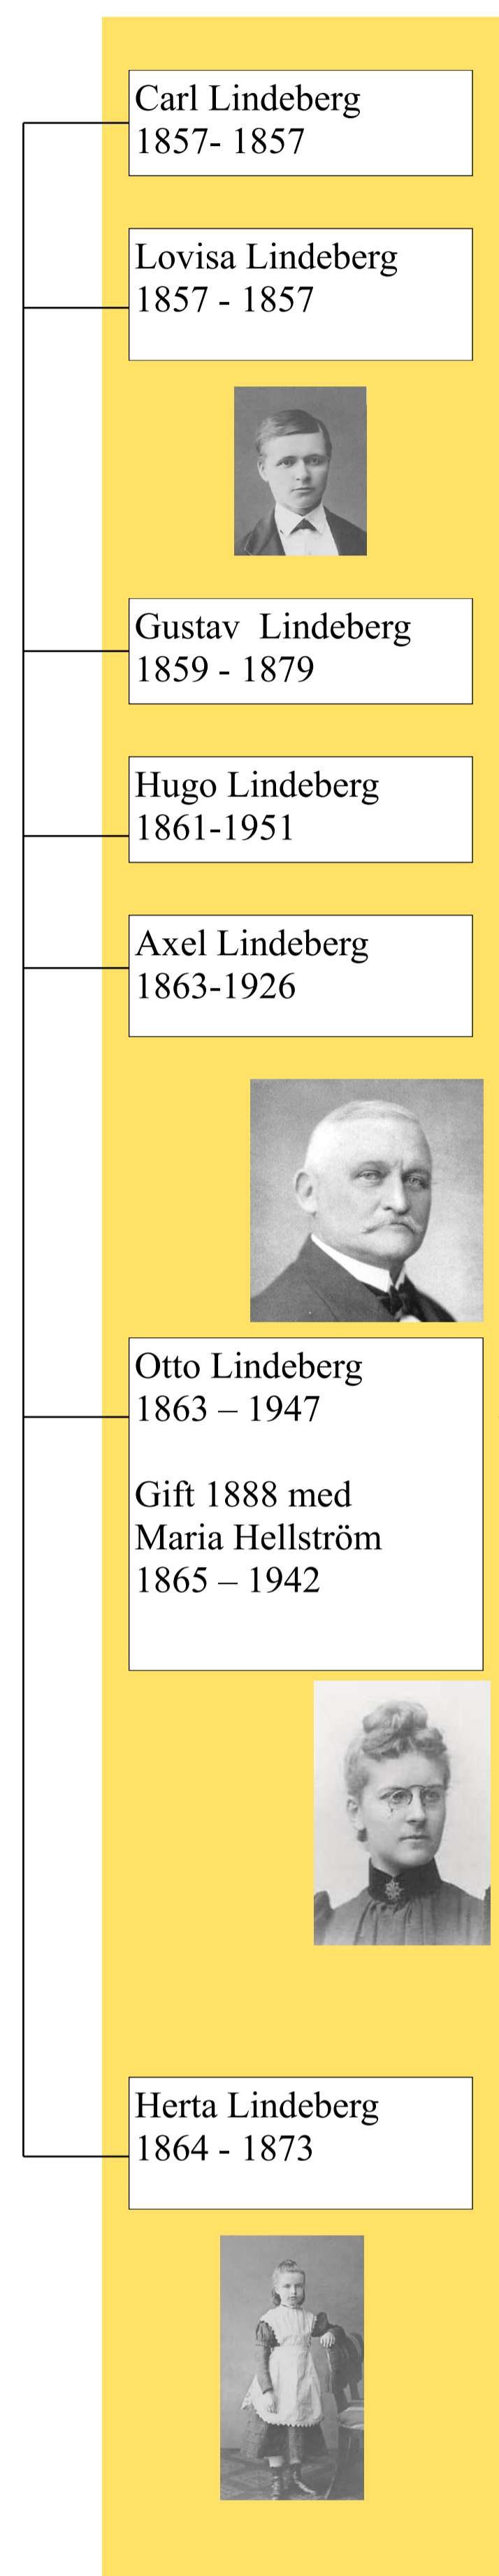 Carl Lindeberg
1857- 1857
Lovisa Lindeberg
1857 - 1857
Gustav  Lindeberg
1859 - 1879
Hugo Lindeberg
1861-1951
Axel Lindeberg
1863-1926
Otto Lindeberg
1863 – 1947
Gift 1888 med
Maria Hellström
1865 – 1942
Herta Lindeberg
1864 - 1873